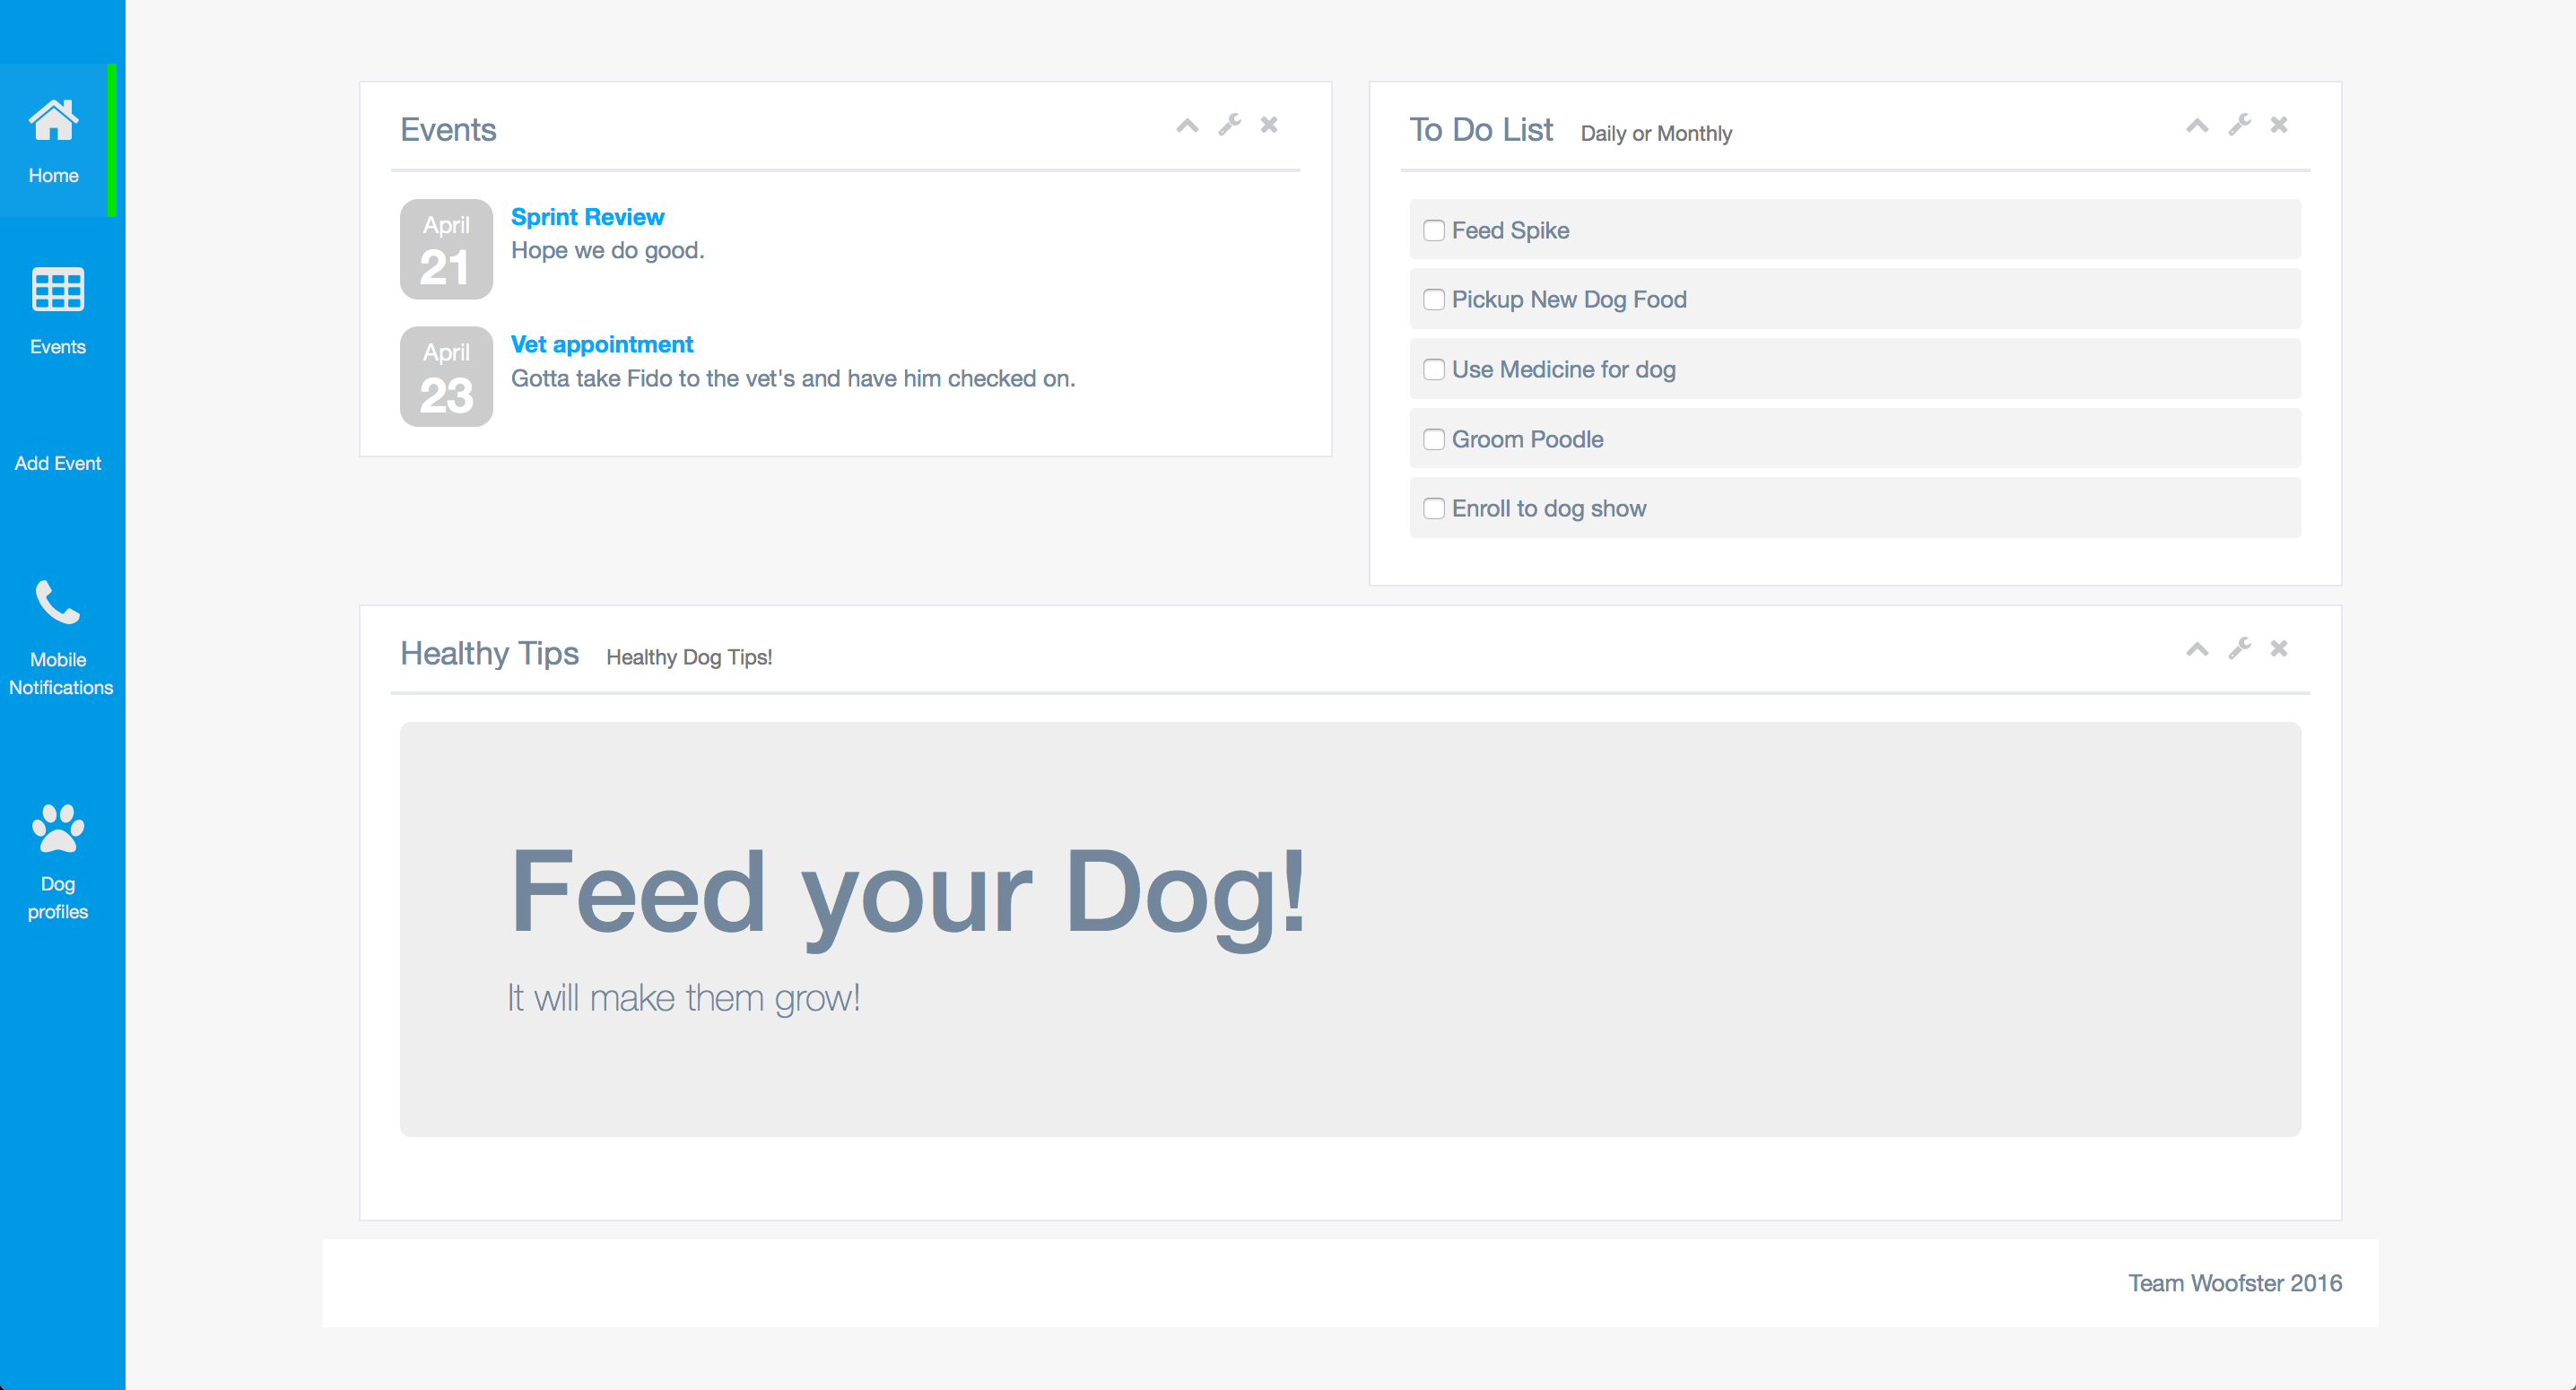 Home
Events
Add Event
Mobile
Notifications
Dog
profiles
Events
April
21
Sprint Review
Hope we do good.
April
23
Vet appointment
Gotta take Fido to the vet's and have him checked on.
To Do List Daily or Monthly
Feed Spike
Pickup New Dog Food
Use Medicine for dog
Groom Poodle
Enroll to dog show
Healthy Tips Healthy Dog Tips!
Feed your Dog!
It will make them grow!
Team Woofster 2016